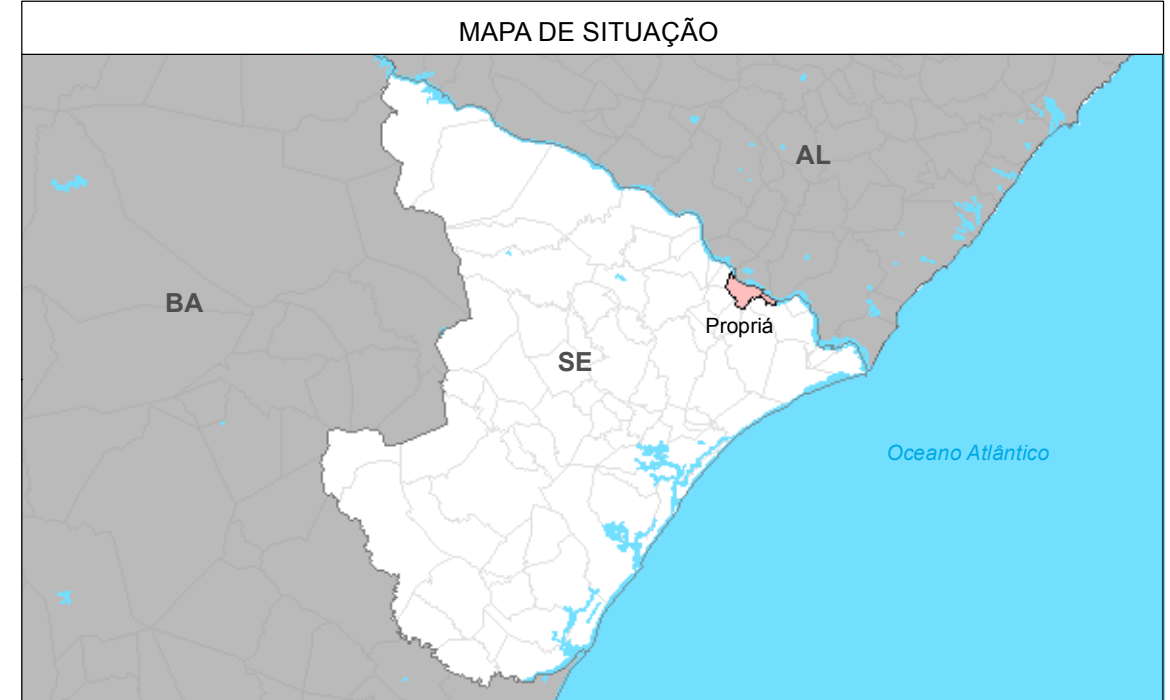 MAPA DE SITUAÇÃO
AL
BA
Propriá
SE
Oceano Atlântico